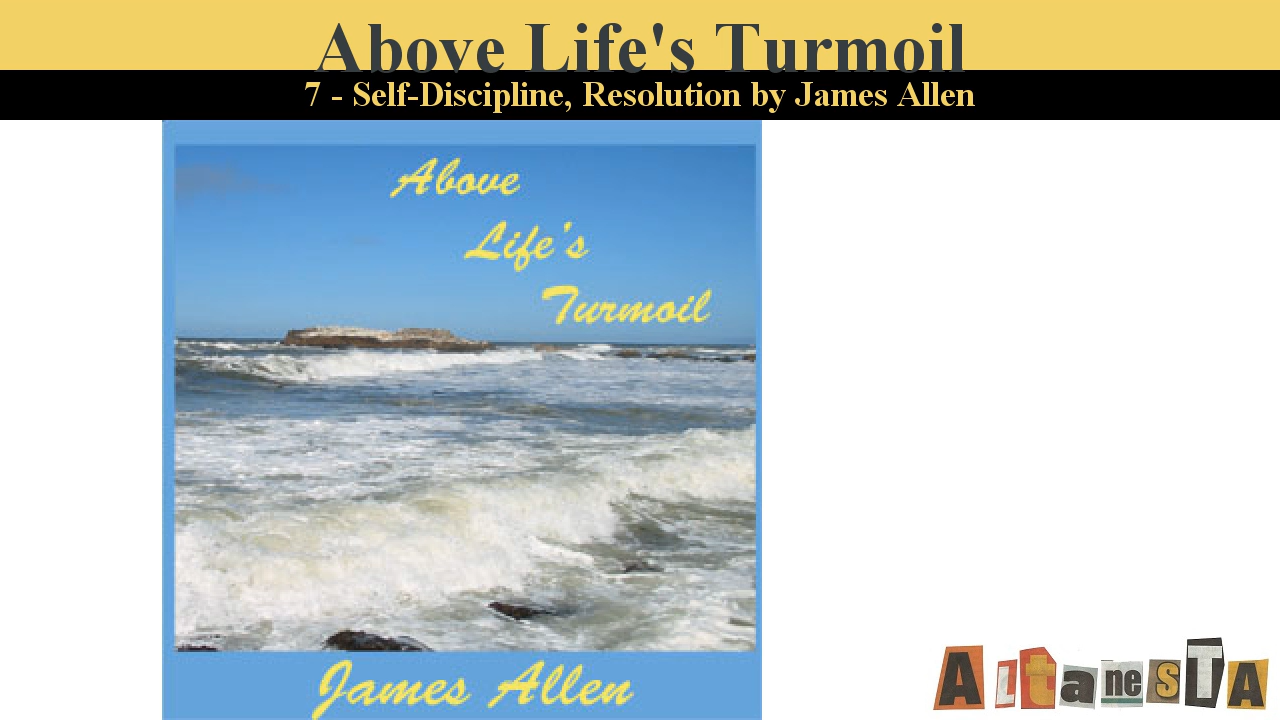 Above Life's Turmoil
7 - Self-Discipline, Resolution by James Allen
Above
Life's
Turmoil
James Allen
AltaneSTA